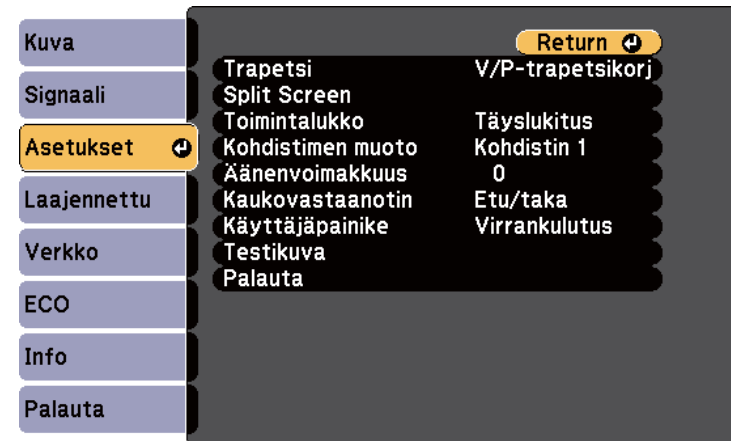 Kuva
Signaali
Asetukset
Laajennettu
Verkko
ECO
Info
Palauta
Return
Trapetsi V/P-trapetsikorj
Split Screen
Toimintalukko Täyslukitus
Kohdistimen muoto Kohdistin 1
Äänenvoimakkuus 0
Kaukovastaanotin Etu/taka
Käyttäjäpainike Virrankulutus
Testikuva
Palauta